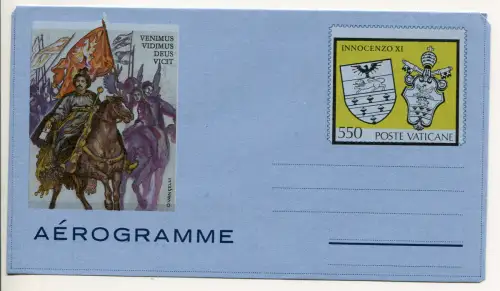 VENIMUS
VIDIMUS
DEUS
VICIT
INNOCENZO XI
550 POSTE VATICANE
AÉROGRAMME